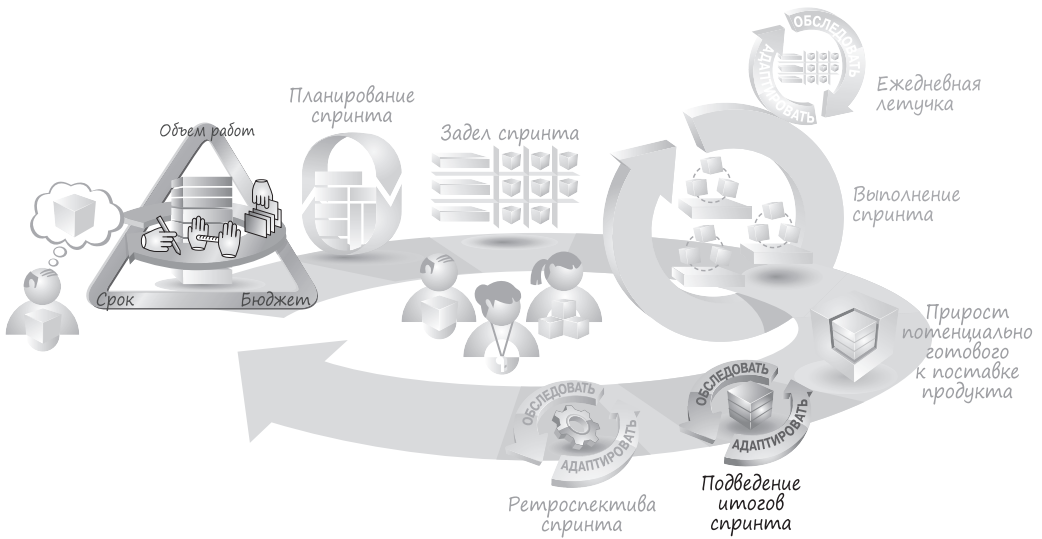 ОБСЛЕДОВАТЬ
АДАПТИРОВАТЬ
Ежедневная
летучка
Планирование
спринта
Объем работ
Задел спринта
Выполнение
спринта
Срок
Бюджет
Прирост
потенциально
готового
к поставке
продукта
ОБСЛЕДОВАТЬ
АДАПТИРОВАТЬ
Подведение
итогов
спринта
ОБСЛЕДОВАТЬ
АДАПТИРОВАТЬ
Ретроспектива
спринта